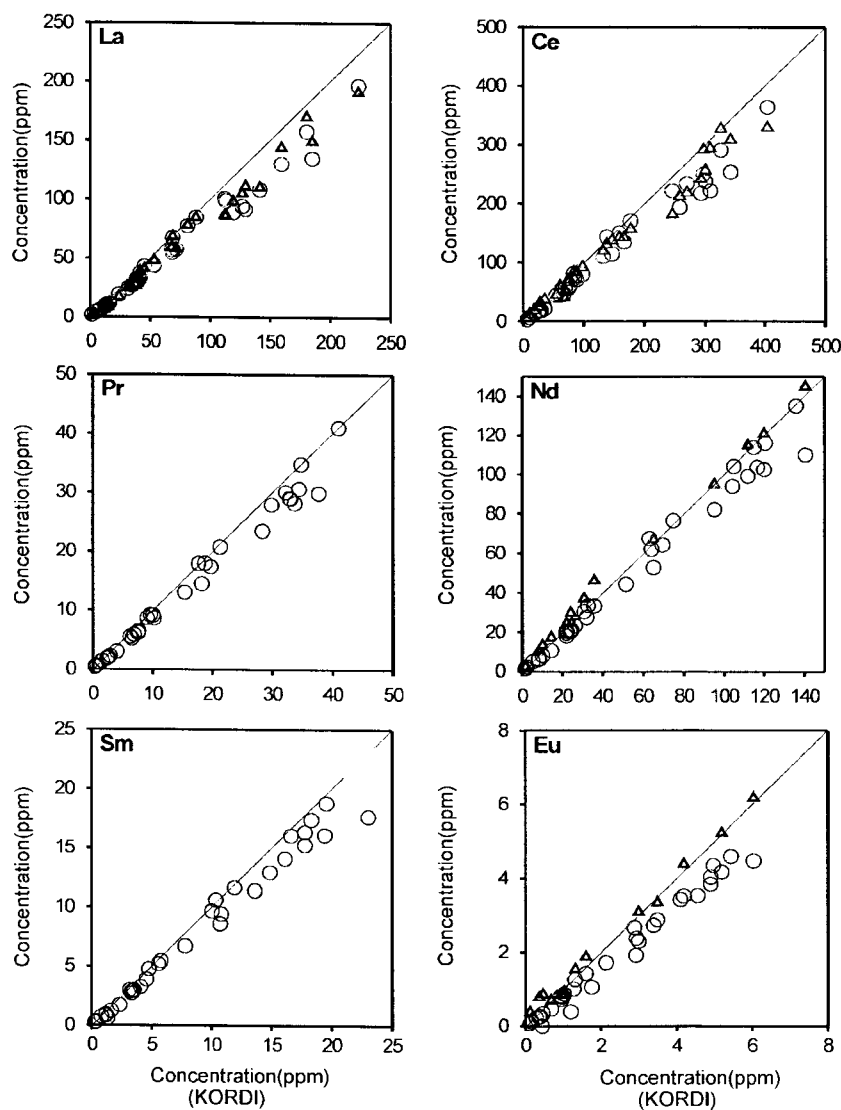 La
Concentration(ppm)
250
200
150
100
50
0
0 50 100 150 200 250
Ce
Concentration(ppm)
500
400
300
200
100
0
0 100 200 300 400 500
Pr
Concentration(ppm)
50
40
30
20
10
0
0 10 20 30 40 50
Nd
Concentration(ppm)
140
120
100
80
60
40
20
0
0 20 40 60 80 100 120 140
Sm
Concentration(ppm)
25
20
15
10
5
0
0 5 10 15 20 25
Concentration(ppm)
(KORDI)
Eu
Concentration(ppm)
8
6
4
2
0
0 2 4 6 8
Concentration(ppm)
(KORDI)